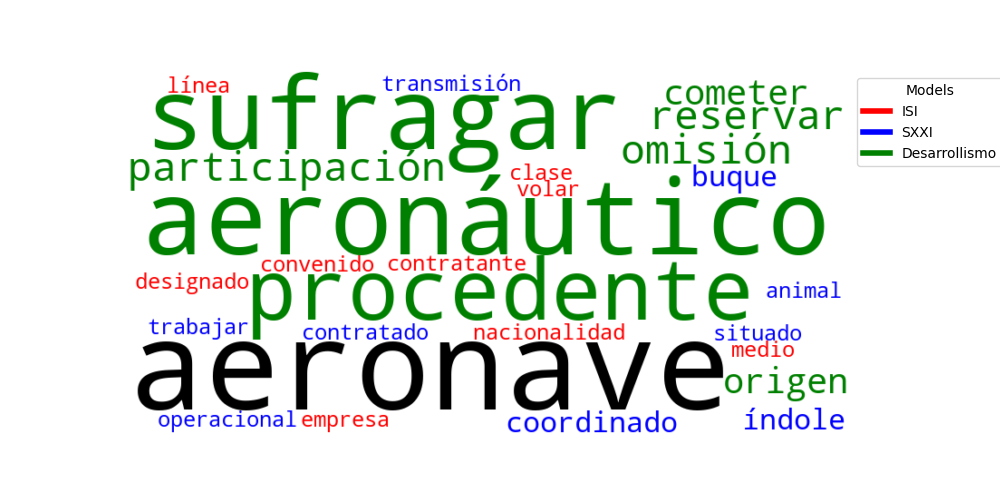 línea transmisión
sufragar
cometer
reservar
omisión
participación
clase
volar
buque
aeronáutico
convenido contratante
designado
procedente
animal
trabajar contratado nacionalidad situado
aeronave
medio
origen
operacional empresa coordinado índole
Models
ISI
SXXI
Desarrollismo